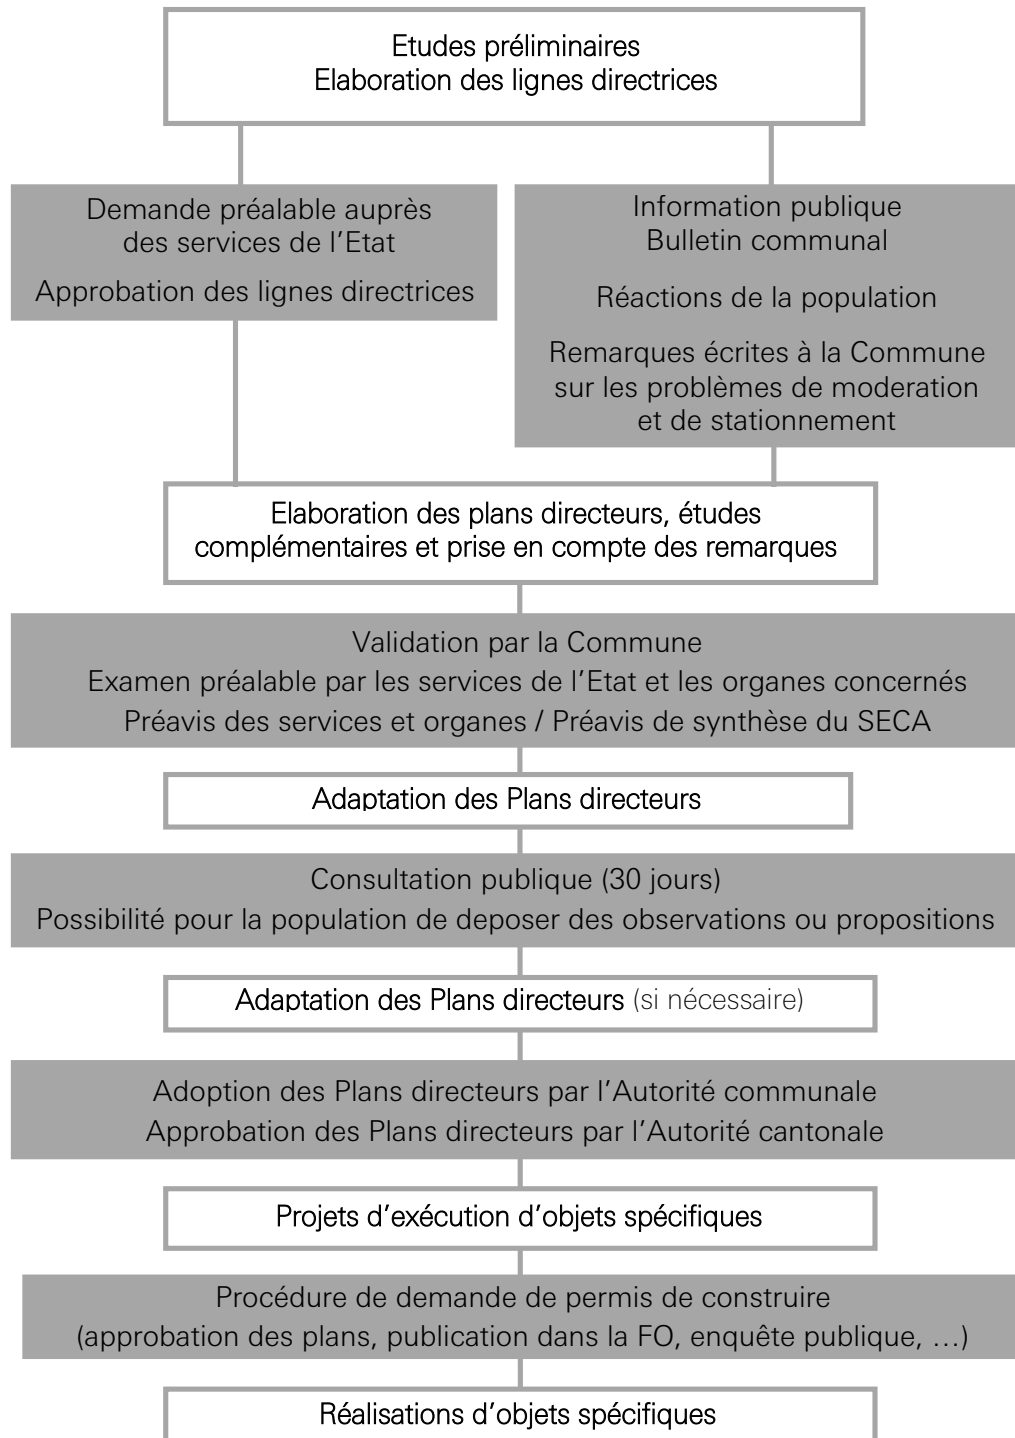 Etudes préliminaires
Elaboration des lignes directrices
Demande préalable auprès
des services de l'Etat
Approbation des lignes directrices
Information publique
Bulletin communal
Réactions de la population
Remarques écrites à la Commune
sur les problèmes de moderation
et de stationnement
Elaboration des plans directeurs, études
complémentaires et prise en compte des remarques
Validation par la Commune
Examen préalable par les services de l'Etat et les organes concernés
Préavis des services et organes / Préavis de synthèse du SECA
Adaptation des Plans directeurs
Consultation publique (30 jours)
Possibilité pour la population de deposer des observations ou propositions
Adaptation des Plans directeurs (si nécessaire)
Adoption des Plans directeurs par l'Autorité communale
Approbation des Plans directeurs par l'Autorité cantonale
Projets d'exécution d'objets spécifiques
Procédure de demande de permis de construire
(approbation des plans, publication dans la FO, enquête publique, …)
Réalisations d'objets spécifiques